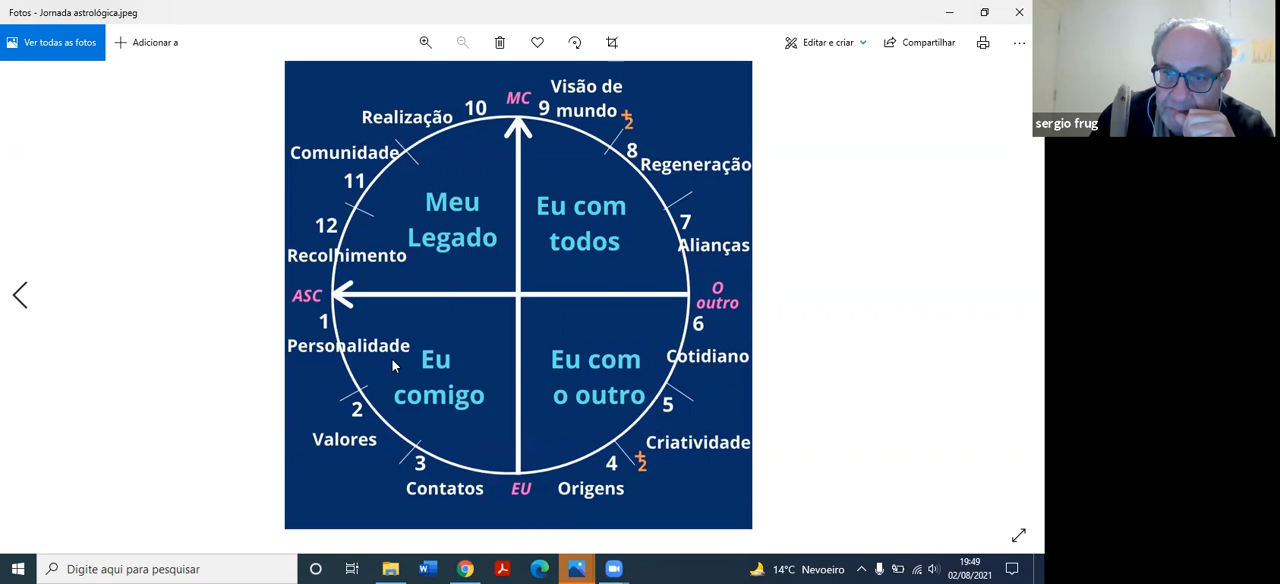 Fotos - Jornada astrológica.jpeg
Ver todas as fotos
Adicionar a
Editar e criar
Compartilhar
sergio frug
MC
10
9
Visão de
mundo
+2
Realização
8
Regeneração
Comunidade
11
7
Alianças
12
Recolhimento
Meu
Legado
Eu com
todos
ASC
O
outro
1
Personalidade
6
Cotidiano
Eu
comigo
Eu com
o outro
2
Valores
5
Criatividade
3
Contatos
EU
4
+2
Origens
Digite aqui para pesquisar
14°C Nevoeiro
19:49
02/08/2021